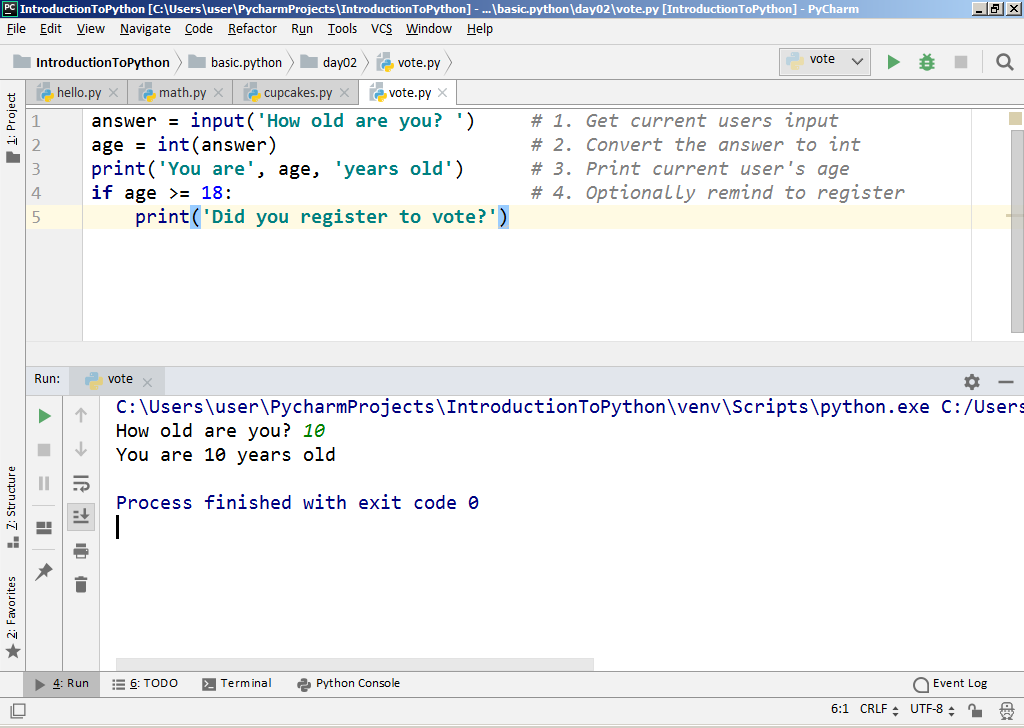 IntroductionToPython [C:\Users\user\PycharmProjects\IntroductionToPython] - ...\basic.python\day02\vote.py [IntroductionToPython] - PyCharm
File Edit View Navigate Code Refactor Run Tools VCS Window Help
IntroductionToPython basic.python day02 vote.py vote
hello.py math.py cupcakes.py vote.py
1: Project
1 answer = input('How old are you? ') # 1. Get current users input
2 age = int(answer) # 2. Convert the answer to int
3 print('You are', age, 'years old') # 3. Print current user's age
4 if age >= 18: # 4. Optionally remind to register
5 print('Did you register to vote?')
Run: vote
C:\Users\user\PycharmProjects\IntroductionToPython\venv\Scripts\python.exe C:/Users
How old are you? 10
You are 10 years old
Process finished with exit code 0
7: Structure
2: Favorites
4: Run 6: TODO Terminal Python Console Event Log
6:1 CRLF UTF-8